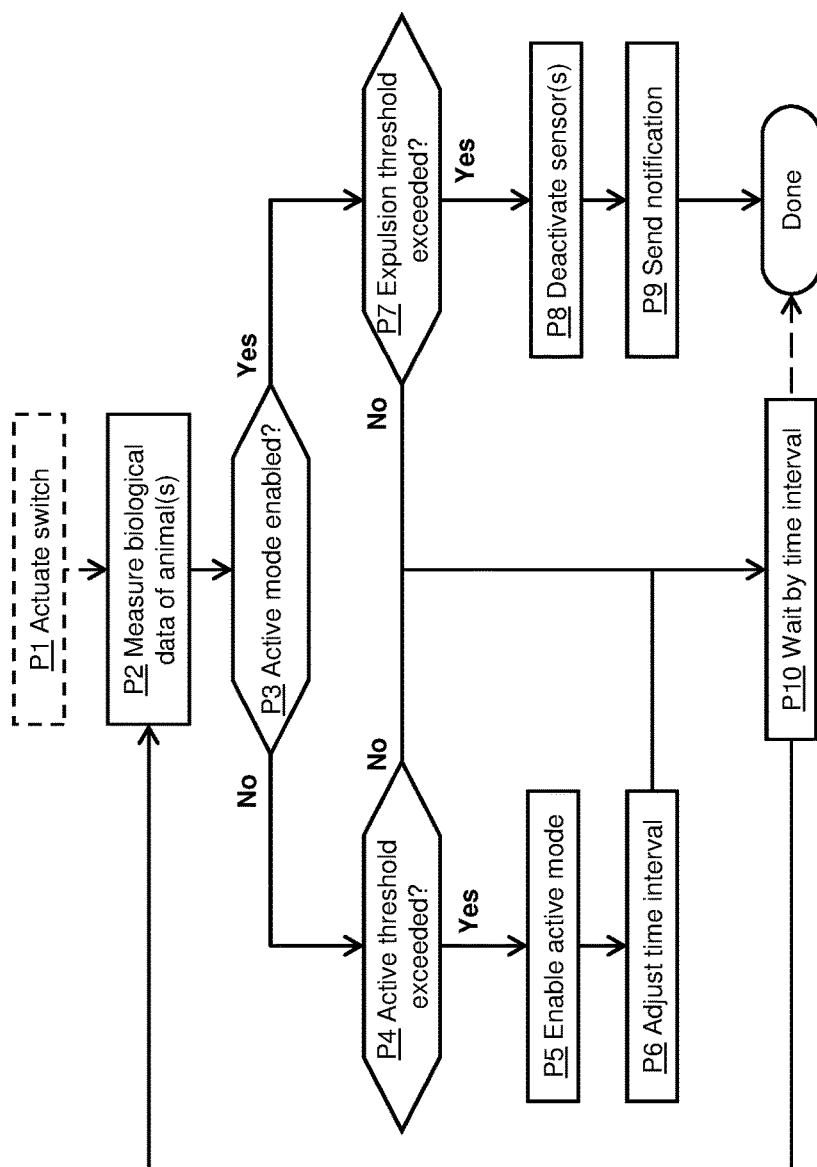 P1 Actuate switch
P2 Measure biological
data of animal(s)
P3 Active mode enabled?
No
Yes
P4 Active threshold
exceeded?
No
Yes
P7 Expulsion threshold
exceeded?
No
Yes
P5 Enable active mode
P8 Deactivate sensor(s)
P6 Adjust time interval
P9 Send notification
P10 Wait by time interval
Done